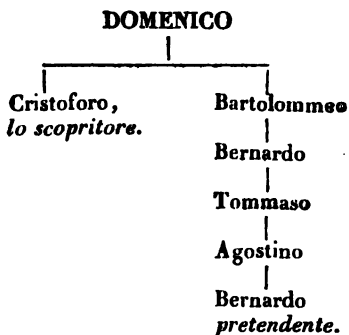 DOMENICO
Cristoforo,
lo scopritore.
Bartolommeo
Bernardo
Tommaso
Agostino
Bernardo
pretendente.